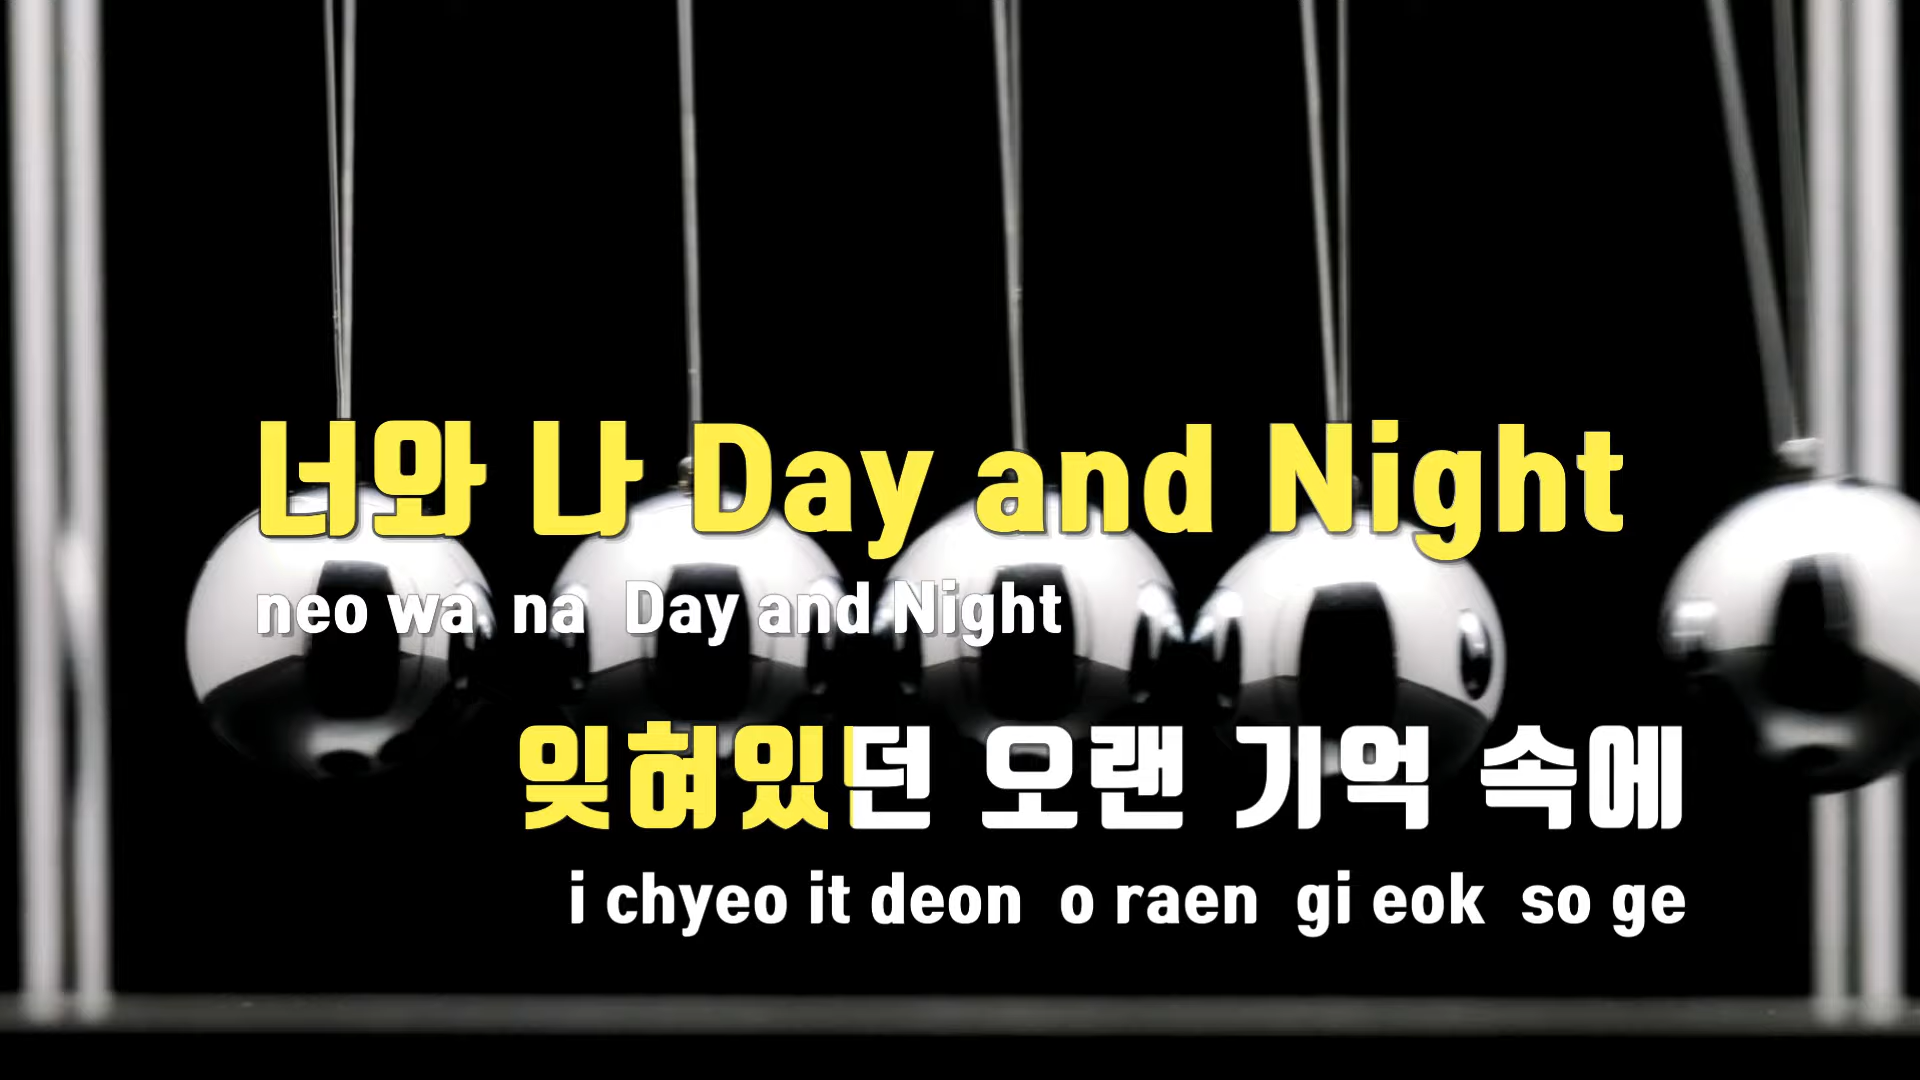 너와 나 Day and Night
neo wa na Day and Night
잊혀있던 오랜 기억 속에
i chyeo it deon o raen gi eok so ge